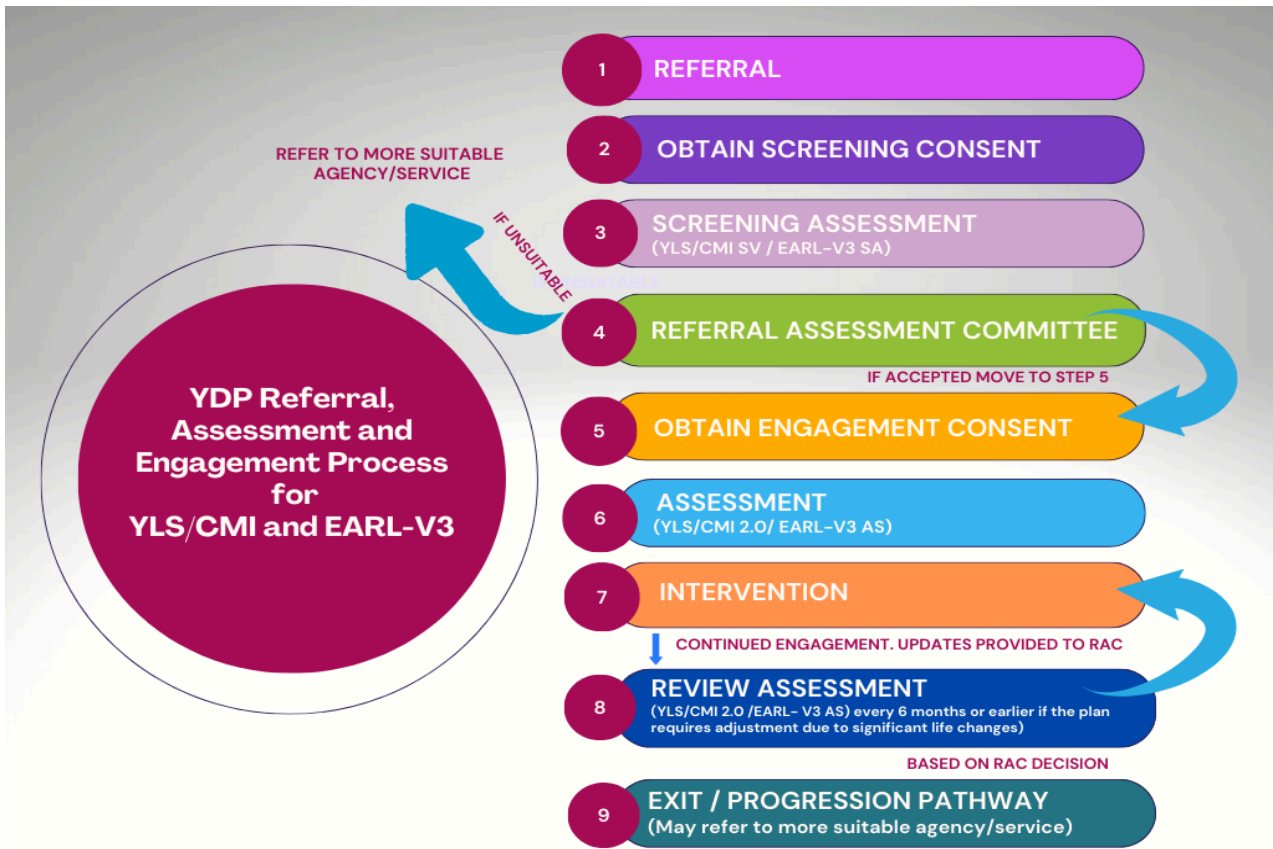 1
REFERRAL
2
OBTAIN SCREENING CONSENT
REFER TO MORE SUITABLE
AGENCY/SERVICE
3
SCREENING ASSESSMENT
(YLS/CMI SV / EARL-V3 SA)
IF UNSUITABLE
IF UNSUITABLE
4
REFERRAL ASSESSMENT COMMITTEE
IF ACCEPTED MOVE TO STEP 5
YDP Referral,
Assessment and
Engagement Process
for
YLS/CMI and EARL-V3
5
OBTAIN ENGAGEMENT CONSENT
6
ASSESSMENT
(YLS/CMI 2.0/ EARL-V3 AS)
7
INTERVENTION
CONTINUED ENGAGEMENT. UPDATES PROVIDED TO RAC
8
REVIEW ASSESSMENT
(YLS/CMI 2.0 /EARL- V3 AS) every 6 months or earlier if the plan
requires adjustment due to significant life changes)
BASED ON RAC DECISION
9
EXIT / PROGRESSION PATHWAY
(May refer to more suitable agency/service)